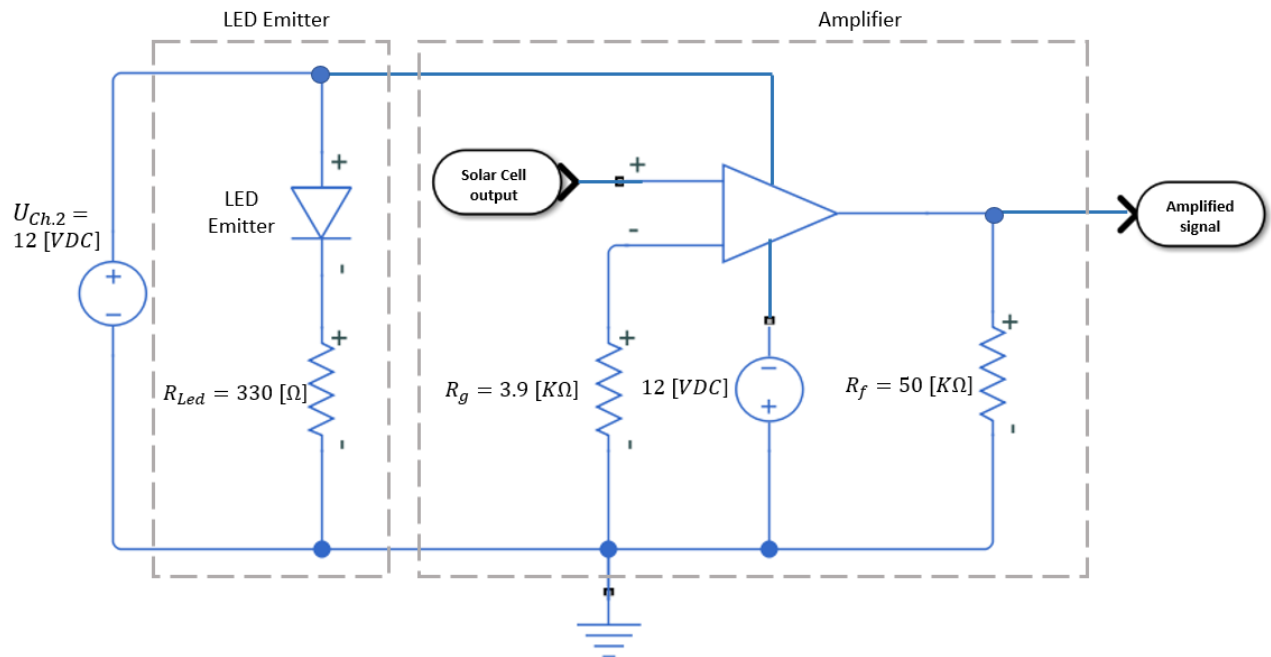 LED Emitter
Amplifier
+
Solar Cell
output
+
-
LED
Emitter
U_{Ch.2} =
12 [VDC]
+
−
-
Amplified
signal
+
R_{Led} = 330 [Ω]
-
+
R_g = 3.9 [KΩ]
-
12 [VDC]
−
+
+
R_f = 50 [KΩ]
-